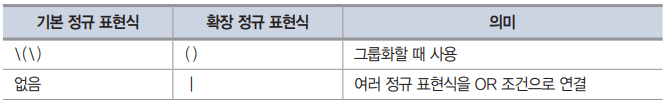 기본 정규 표현식 확장 정규 표현식 의미
\(\) () 그룹화할 때 사용
없음 | 여러 정규 표현식을 OR 조건으로 연결